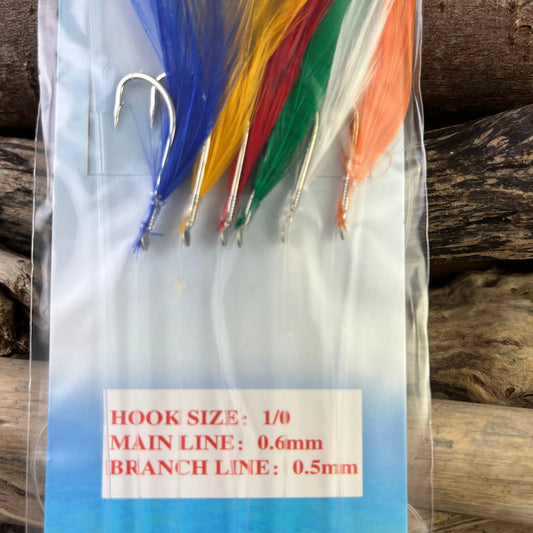 HOOK SIZE: 1/0
MAIN LINE: 0.6mm
BRANCH LINE: 0.5mm